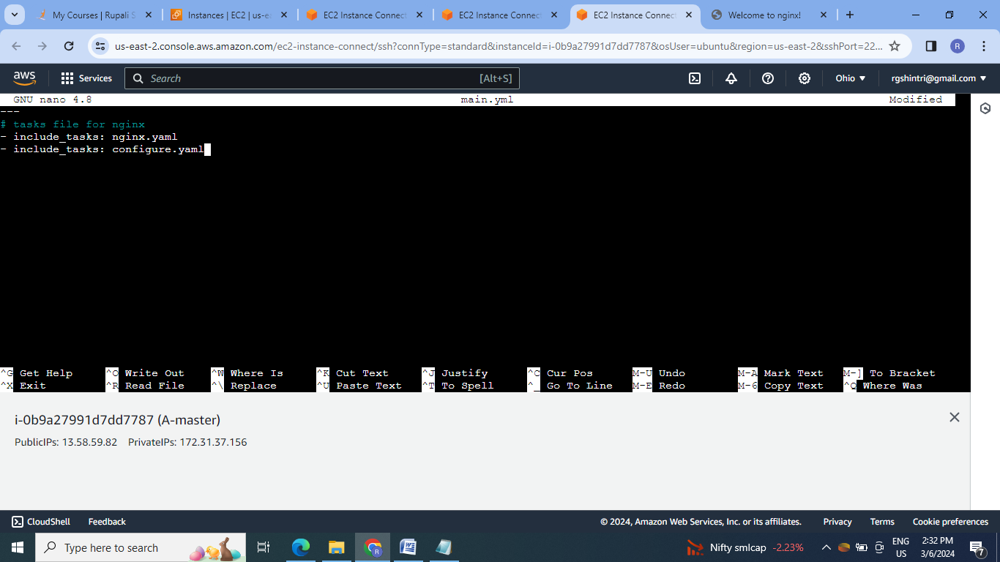 My Courses | Rupali S
Instances | EC2 | us-ea
EC2 Instance Connect
EC2 Instance Connect
EC2 Instance Connect
Welcome to nginx!
us-east-2.console.aws.amazon.com/ec2-instance-connect/ssh?connType=standard&instanceId=i-0b9a27991d7dd7787&osUser=ubuntu&region=us-east-2&sshPort=22...
R
aws
Services
Search
[Alt+S]
Ohio
rgshintri@gmail.com
GNU nano 4.8
main.yml
Modified
---
# tasks file for nginx
- include_tasks: nginx.yaml
- include_tasks: configure.yaml
^G Get Help ^O Write Out ^W Where Is ^K Cut Text ^J Justify ^C Cur Pos M-U Undo M-A Mark Text M-] To Bracket
^X Exit ^R Read File ^\ Replace ^U Paste Text ^T To Spell ^_ Go To Line M-E Redo M-6 Copy Text ^Q Where Was
i-0b9a27991d7dd7787 (A-master)
PublicIPs: 13.58.59.82 PrivateIPs: 172.31.37.156
CloudShell
Feedback
© 2024, Amazon Web Services, Inc. or its affiliates.
Privacy
Terms
Cookie preferences
Type here to search
Nifty smlcap -2.23%
ENG
US
2:32 PM
3/6/2024
7